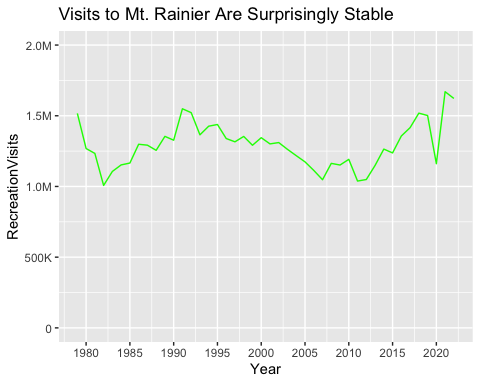 Visits to Mt. Rainier Are Surprisingly Stable
2.0M
1.5M
1.0M
500K
0
RecreationVisits
1980 1985 1990 1995 2000 2005 2010 2015 2020
Year